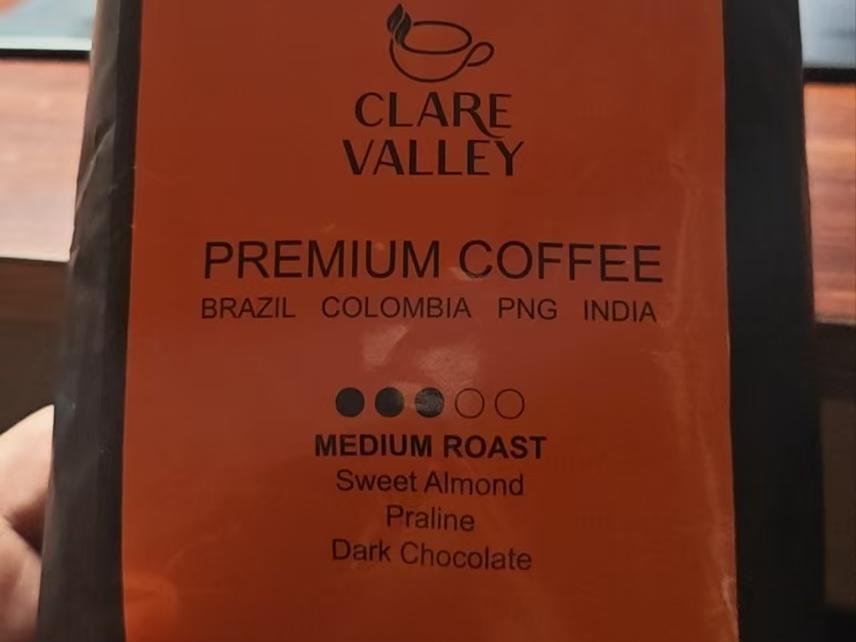 CLARE
VALLEY
PREMIUM COFFEE
BRAZIL COLOMBIA PNG INDIA
MEDIUM ROAST
Sweet Almond
Praline
Dark Chocolate